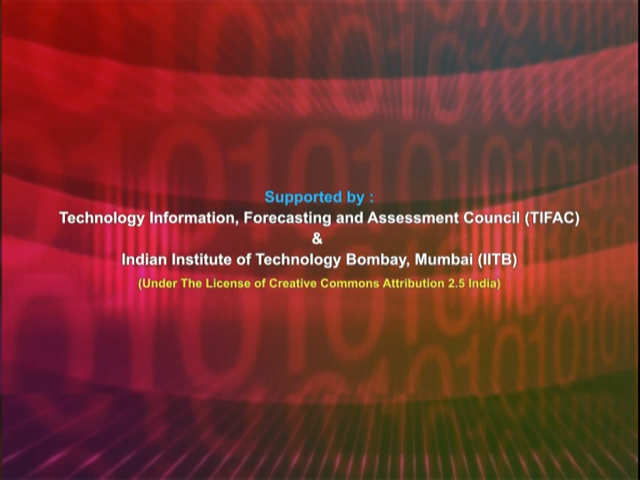 Supported by :
Technology Information, Forecasting and Assessment Council (TIFAC)
&
Indian Institute of Technology Bombay, Mumbai (IITB)
(Under The License of Creative Commons Attribution 2.5 India)